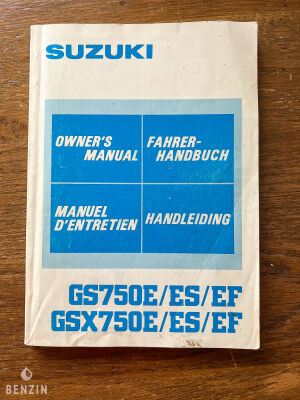 SUZUKI
OWNER'S
MANUAL
FAHRER-
HANDBUCH
MANUEL
D'ENTRETIEN
HANDLEIDING
GS750E/ES/EF
GSX750E/ES/EF
BENZIN